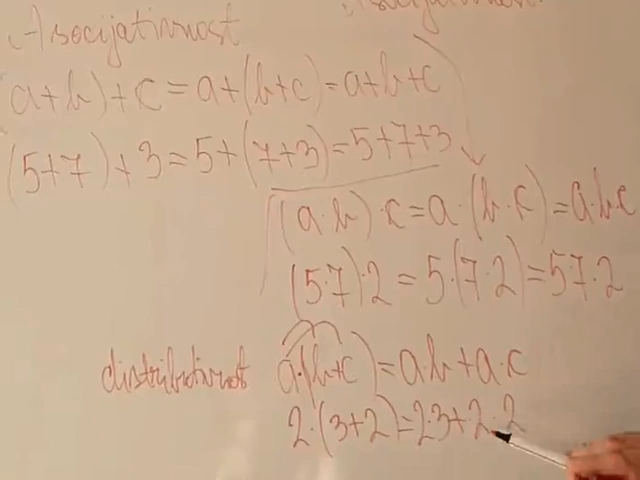 Asocijativnost
(a+b)+c=a+(b+c)=a+b+c
(5+7)+3=5+(7+3)=5+7+3
(a·b)·c=a·(b·c)=a·b·c
(5·7)·2=5·(7·2)=5·7·2
distributivnost a·(b+c)=a·b+a·c
2·(3+2)=2·3+2·2